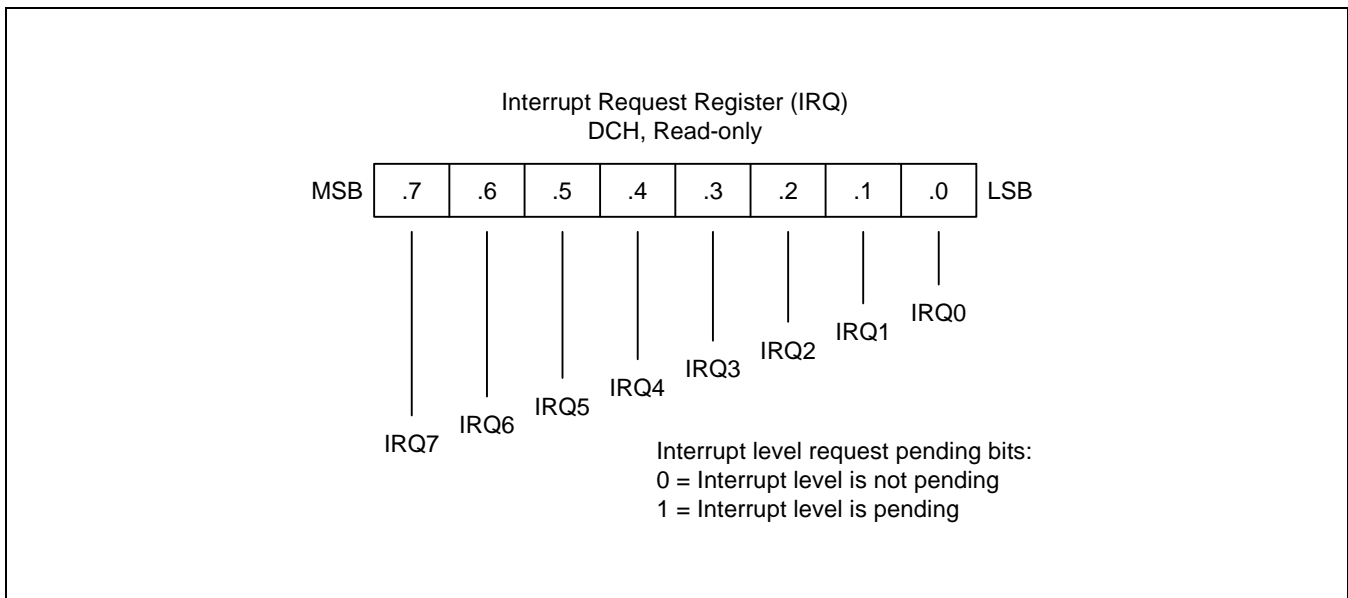 Interrupt Request Register (IRQ)
DCH, Read-only
MSB .7 .6 .5 .4 .3 .2 .1 .0 LSB
IRQ0
IRQ1
IRQ2
IRQ3
IRQ4
IRQ5
IRQ6
IRQ7
Interrupt level request pending bits:
0 = Interrupt level is not pending
1 = Interrupt level is pending